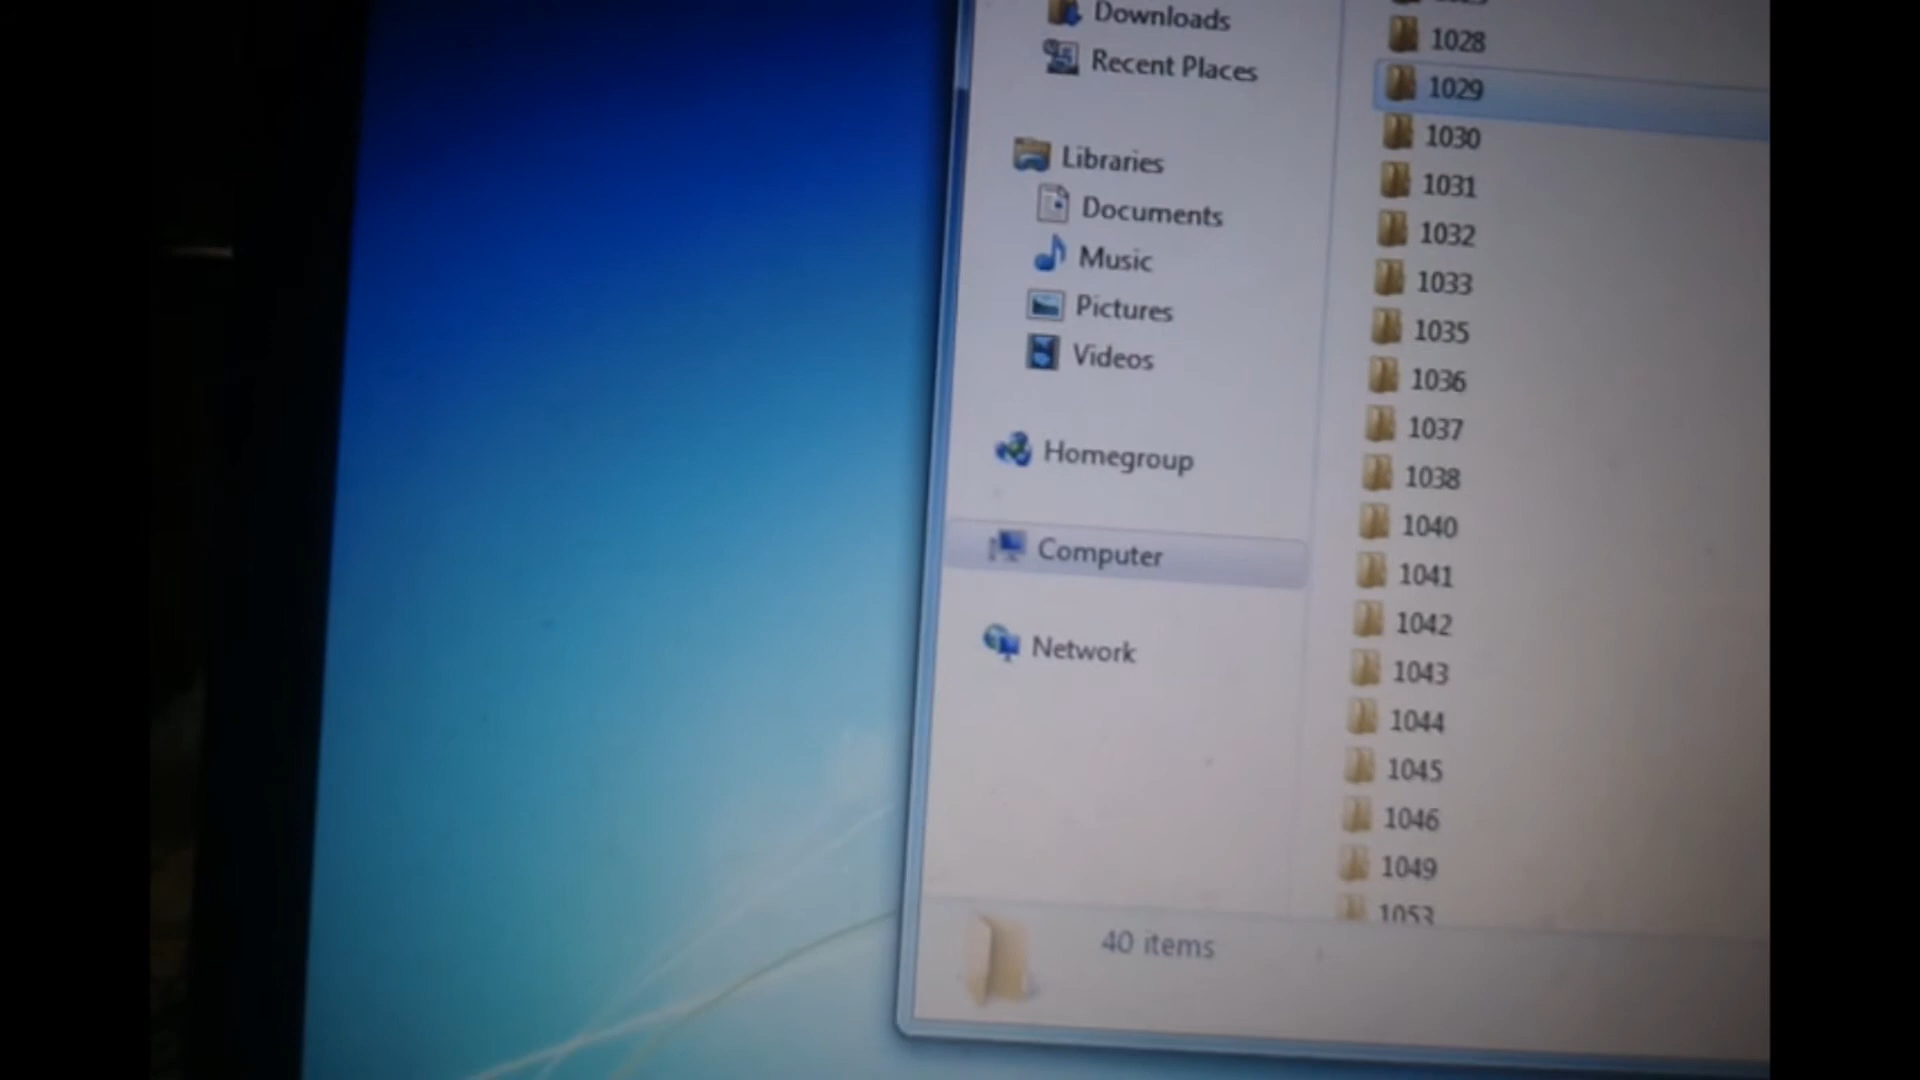 Downloads
Recent Places
Libraries
Documents
Music
Pictures
Videos
Homegroup
Computer
Network
1028
1029
1030
1031
1032
1033
1035
1036
1037
1038
1040
1041
1042
1043
1044
1045
1046
1049
1053
40 items